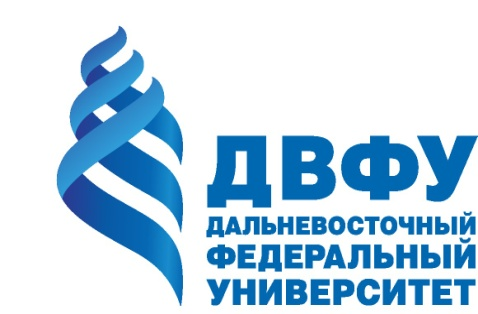 ДВФУ
ДАЛЬНЕВОСТОЧНЫЙ
ФЕДЕРАЛЬНЫЙ
УНИВЕРСИТЕТ